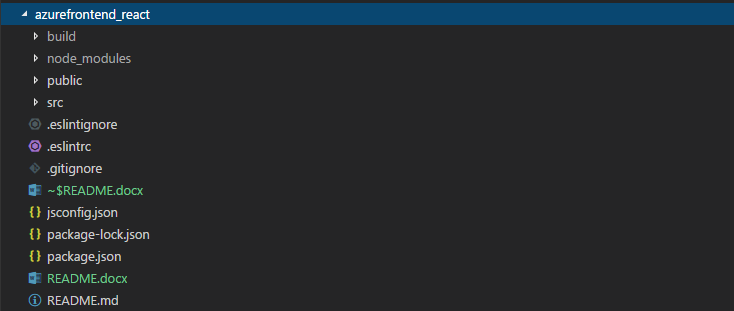 azurefrontend_react
build
node_modules
public
src
.eslintignore
.eslintrc
.gitignore
~$README.docx
jsconfig.json
package-lock.json
package.json
README.docx
README.md